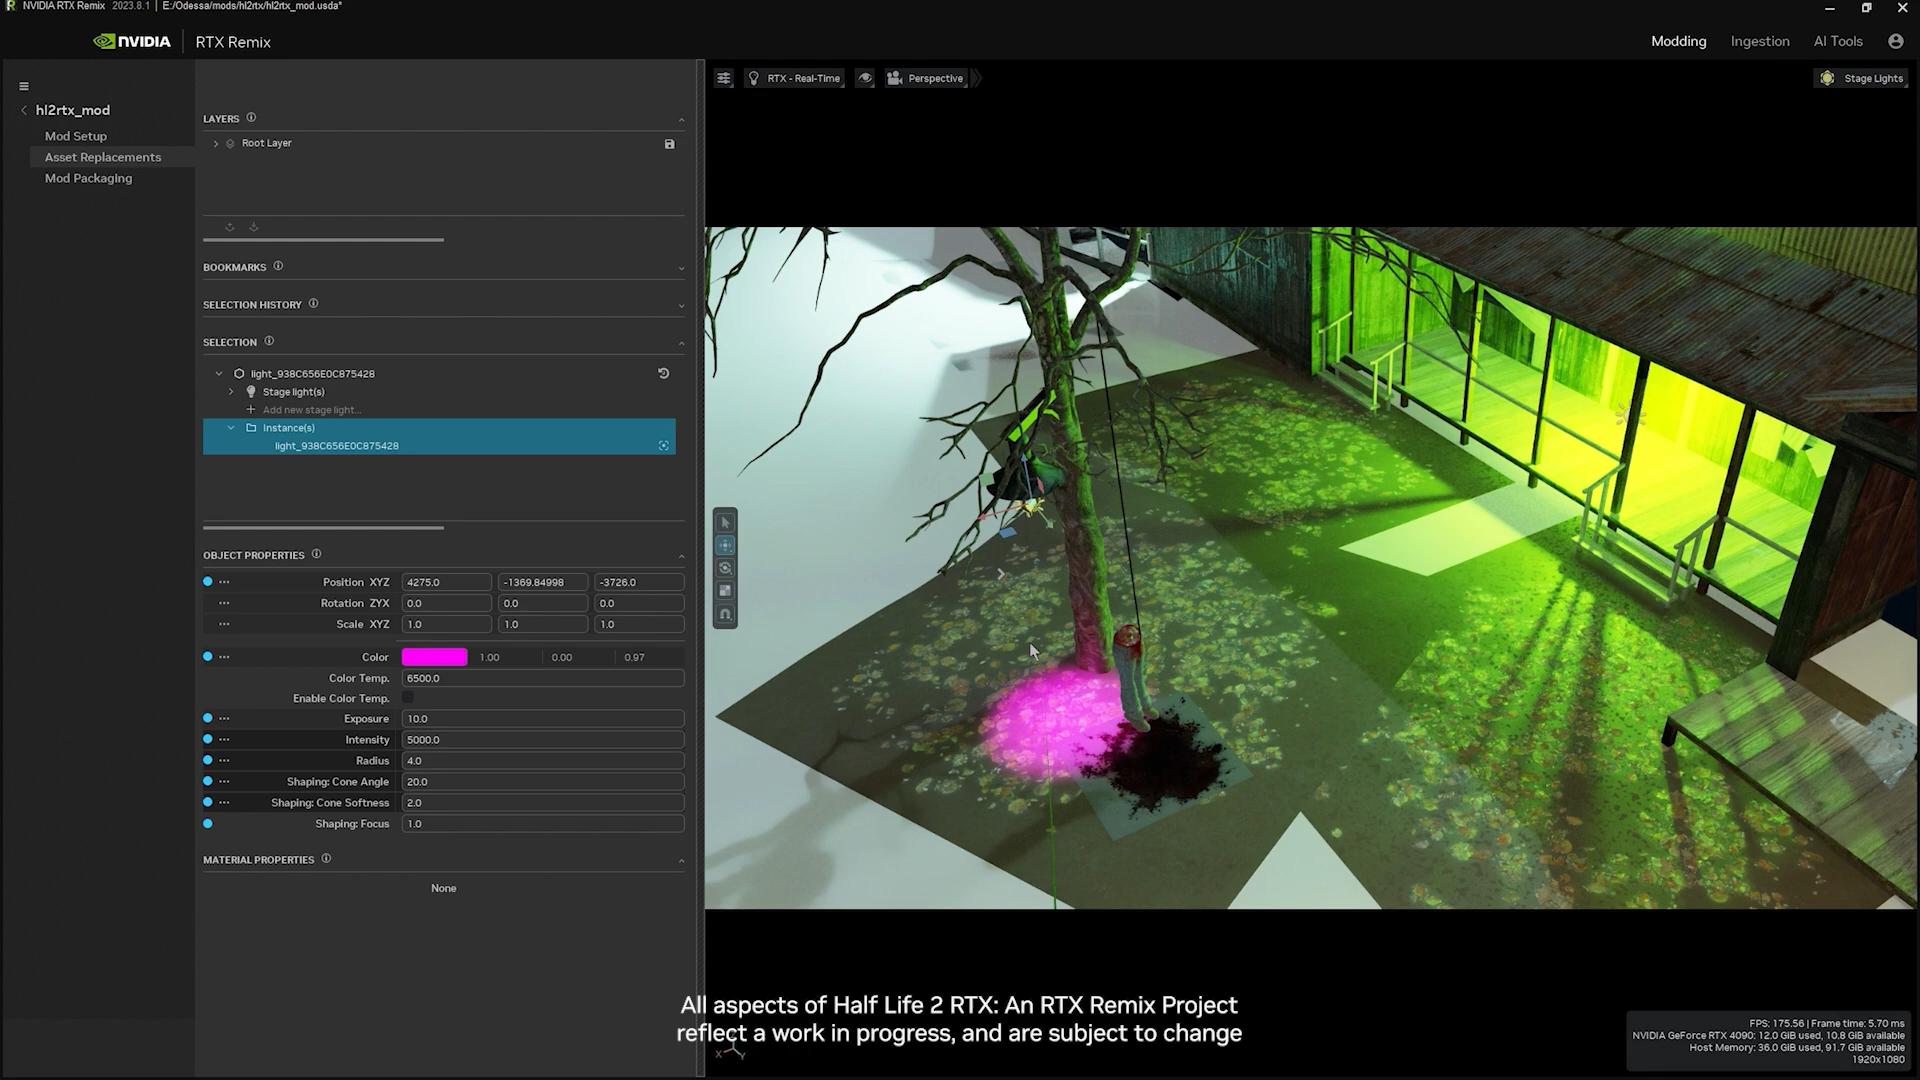 NVIDIA RTX Remix 2023.8.1 | E:/Odessa/mods/hl2rtx/hl2rtx_mod.usda*
NVIDIA RTX Remix
Modding Ingestion AI Tools
hl2rtx_mod
Mod Setup
Asset Replacements
Mod Packaging
LAYERS
Root Layer
BOOKMARKS
SELECTION HISTORY
SELECTION
light_938C656E0C875428
Stage light(s)
Add new stage light...
Instance(s)
light_938C656E0C875428
OBJECT PROPERTIES
Position XYZ 4275.0 -1369.84998 -3726.0
Rotation ZYX 0.0 0.0 0.0
Scale XYZ 1.0 1.0 1.0
Color 1.00 0.00 0.97
Color Temp. 6500.0
Enable Color Temp.
Exposure 10.0
Intensity 5000.0
Radius 4.0
Shaping: Cone Angle 20.0
Shaping: Cone Softness 2.0
Shaping: Focus 1.0
MATERIAL PROPERTIES
None
RTX - Real-Time Perspective Stage Lights
All aspects of Half Life 2 RTX: An RTX Remix Project
reflect a work in progress, and are subject to change
X Y
FPS: 175.56 | Frame time: 5.70 ms
NVIDIA GeForce RTX 4090: 12.0 GiB used, 10.8 GiB available
Host Memory: 36.0 GiB used, 91.7 GiB available
1920x1080